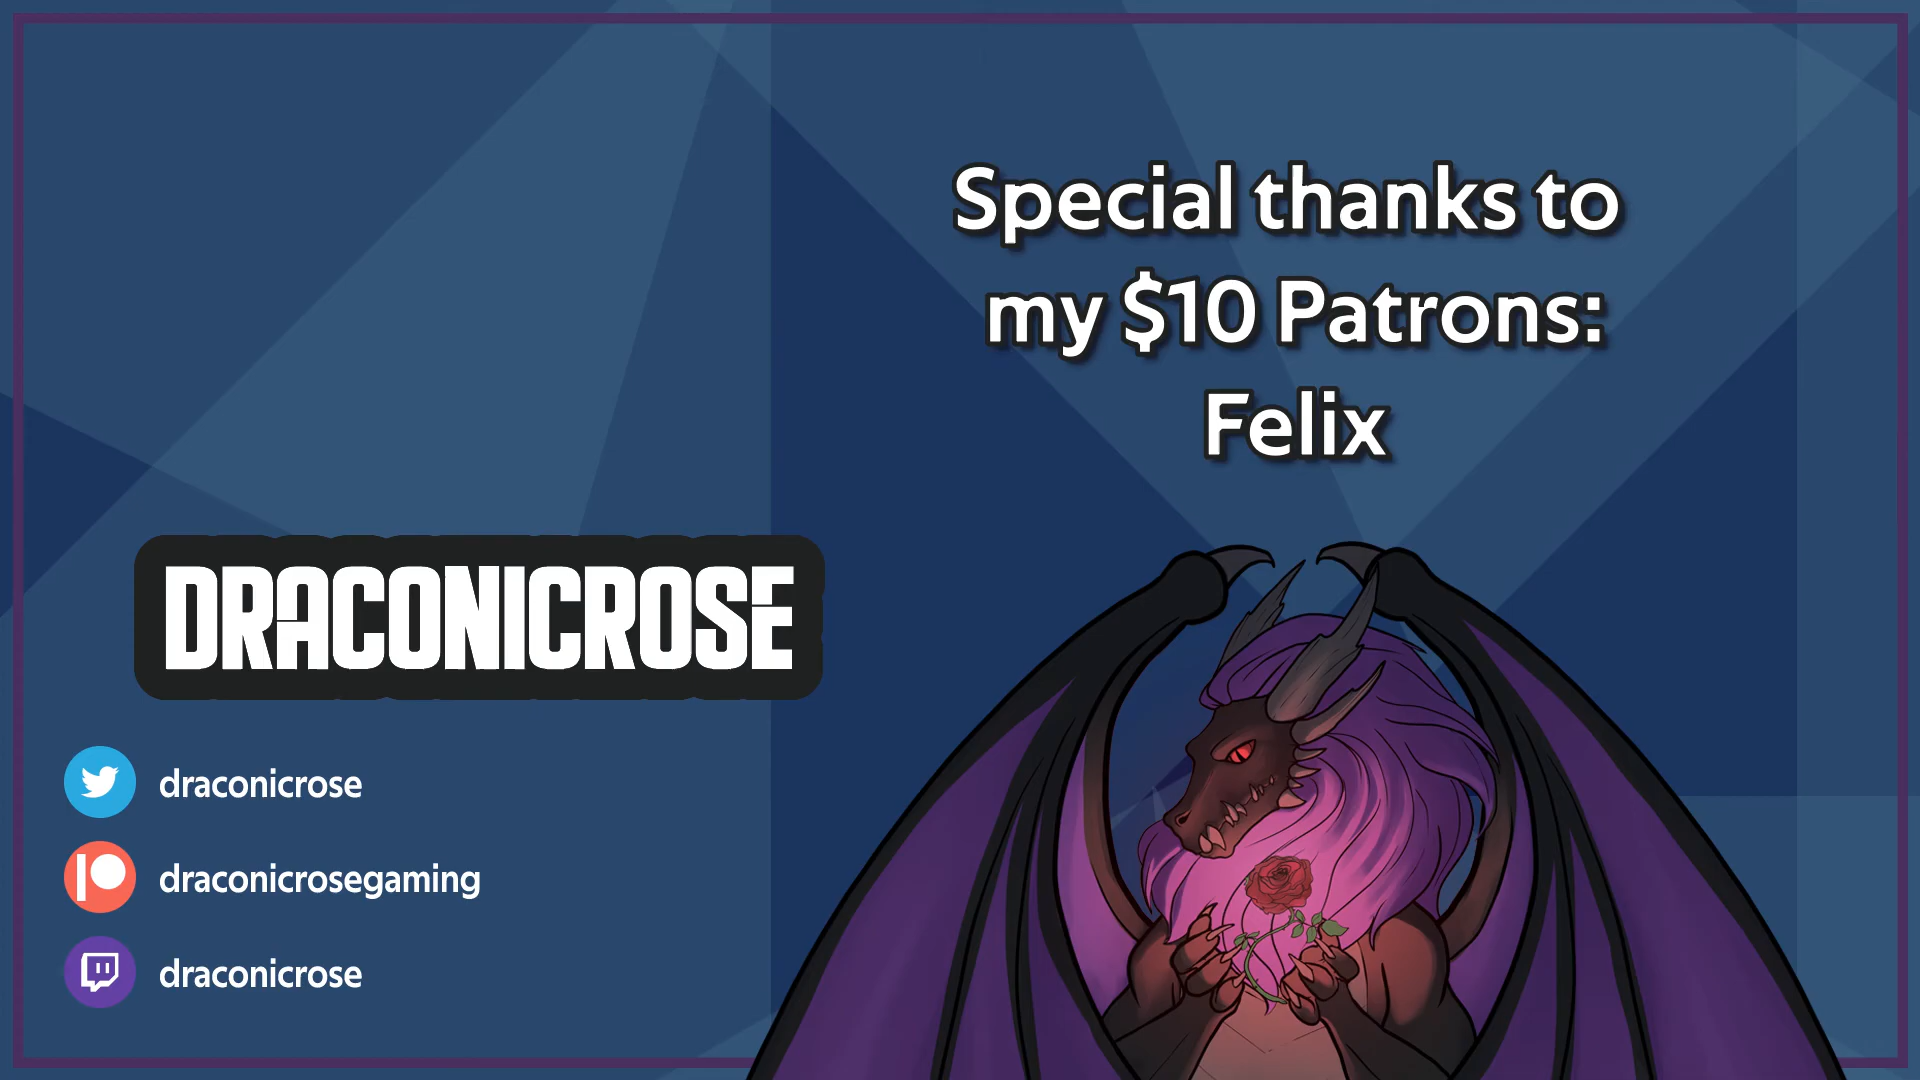 Special thanks to
my $10 Patrons:
Felix
DRACONICROSE
draconicrose
draconicrosegaming
draconicrose